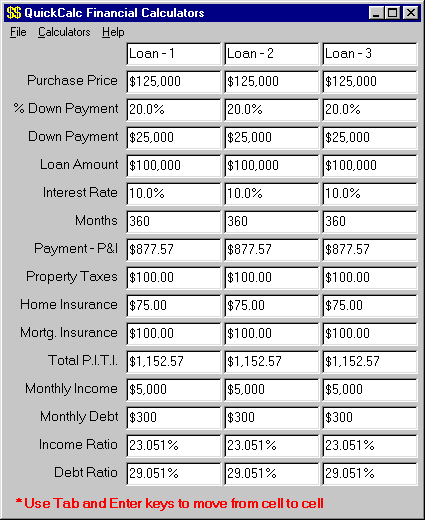 $$ QuickCalc Financial Calculators
File Calculators Help
Loan - 1 Loan - 2 Loan - 3
Purchase Price $125,000 $125,000 $125,000
% Down Payment 20.0% 20.0% 20.0%
Down Payment $25,000 $25,000 $25,000
Loan Amount $100,000 $100,000 $100,000
Interest Rate 10.0% 10.0% 10.0%
Months 360 360 360
Payment - P&I $877.57 $877.57 $877.57
Property Taxes $100.00 $100.00 $100.00
Home Insurance $75.00 $75.00 $75.00
Mortg. Insurance $100.00 $100.00 $100.00
Total P.I.T.I. $1,152.57 $1,152.57 $1,152.57
Monthly Income $5,000 $5,000 $5,000
Monthly Debt $300 $300 $300
Income Ratio 23.051% 23.051% 23.051%
Debt Ratio 29.051% 29.051% 29.051%
* Use Tab and Enter keys to move from cell to cell